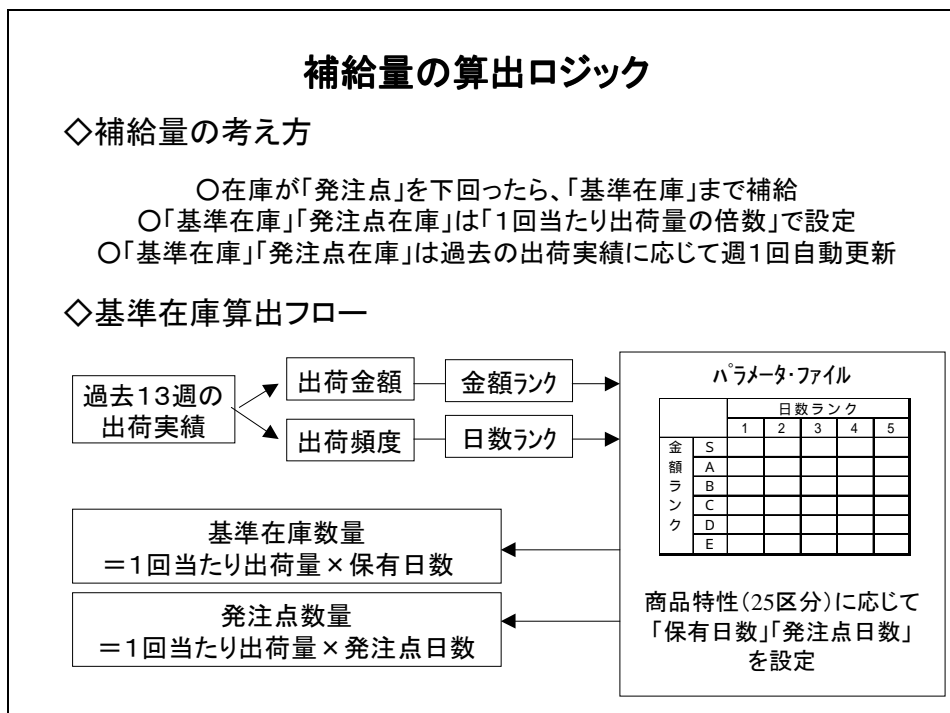 補給量の算出ロジック
◇補給量の考え方
○在庫が「発注点」を下回ったら、「基準在庫」まで補給
○「基準在庫」「発注点在庫」は「1回当たり出荷量の倍数」で設定
○「基準在庫」「発注点在庫」は過去の出荷実績に応じて週1回自動更新
◇基準在庫算出フロー
過去13週の
出荷実績
出荷金額
金額ﾗﾝｸ
出荷頻度
日数ﾗﾝｸ
ﾊﾟﾗﾒｰﾀ・ﾌｧｲﾙ
日数ランク
1 2 3 4 5
金額ランク
S
A
B
C
D
E
基準在庫数量
＝1回当たり出荷量×保有日数
発注点数量
＝1回当たり出荷量×発注点日数
商品特性(25区分)に応じて
「保有日数」「発注点日数」
を設定